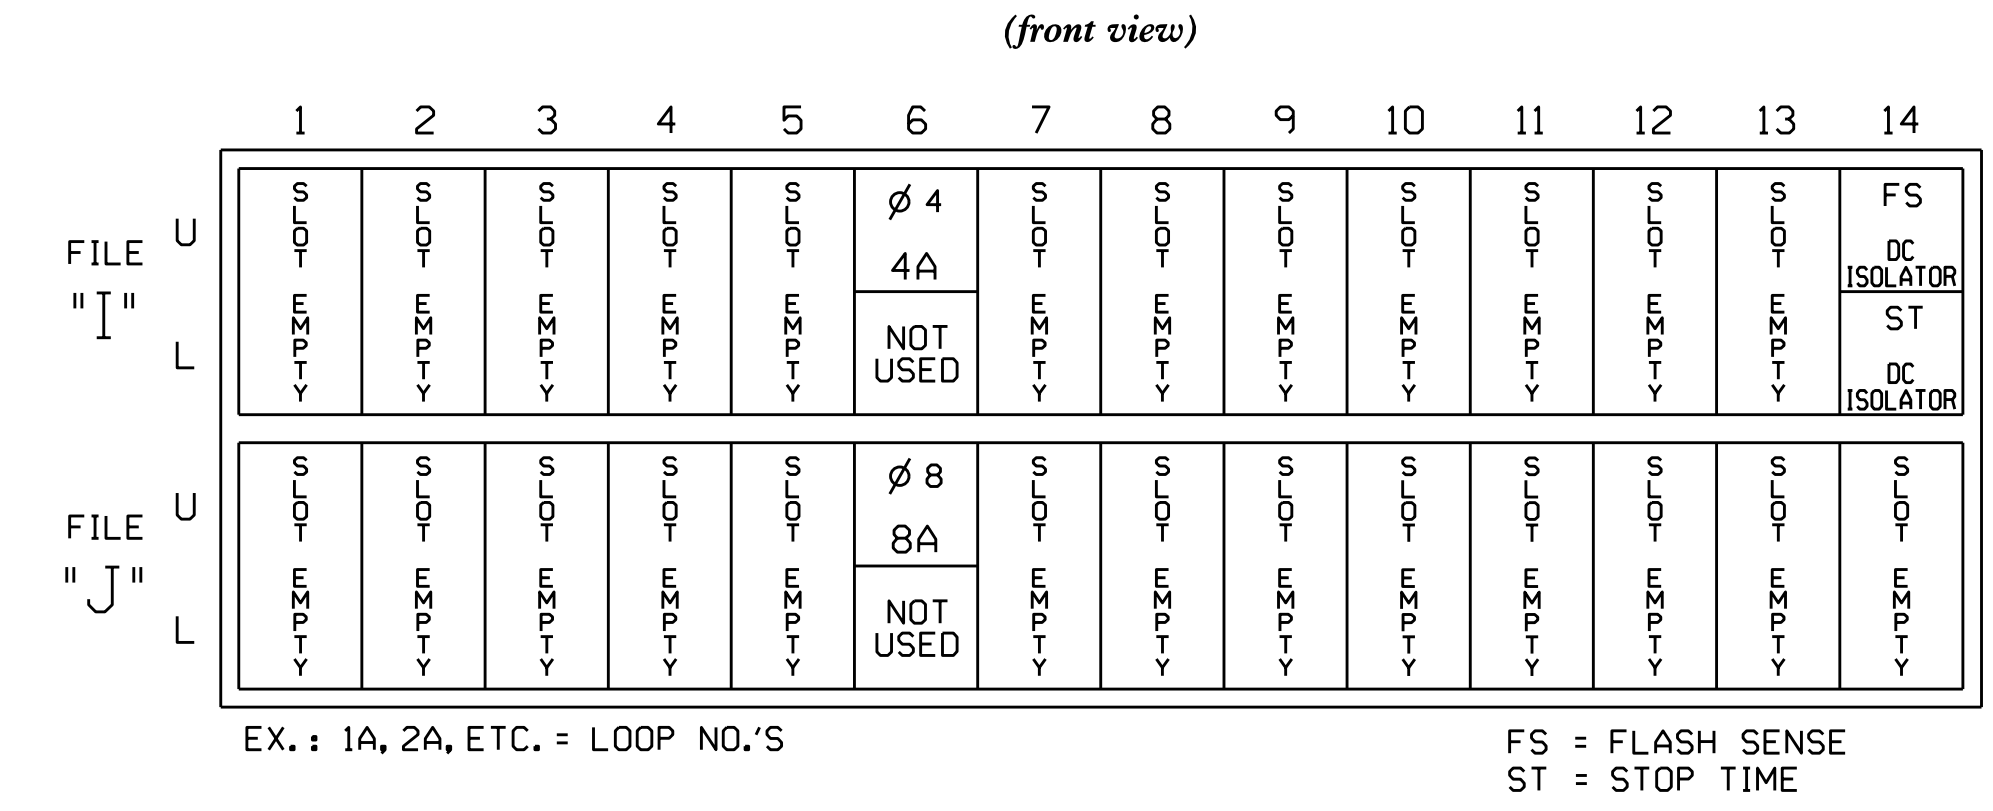 (front view)
1 2 3 4 5 6 7 8 9 10 11 12 13 14
FILE "I"
U
L
SLOT EMPTY
SLOT EMPTY
SLOT EMPTY
SLOT EMPTY
SLOT EMPTY
Ø 4
4A
NOT
USED
SLOT EMPTY
SLOT EMPTY
SLOT EMPTY
SLOT EMPTY
SLOT EMPTY
SLOT EMPTY
SLOT EMPTY
FS
DC
ISOLATOR
ST
DC
ISOLATOR
FILE "J"
U
L
SLOT EMPTY
SLOT EMPTY
SLOT EMPTY
SLOT EMPTY
SLOT EMPTY
Ø 8
8A
NOT
USED
SLOT EMPTY
SLOT EMPTY
SLOT EMPTY
SLOT EMPTY
SLOT EMPTY
SLOT EMPTY
SLOT EMPTY
SLOT EMPTY
EX.: 1A, 2A, ETC. = LOOP NO.'S
FS = FLASH SENSE
ST = STOP TIME